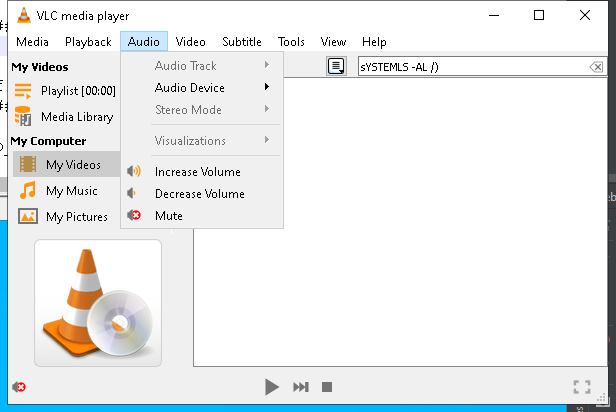 VLC media player
Media Playback Audio Video Subtitle Tools View Help
My Videos
Playlist [00:00]
Media Library
My Computer
My Videos
My Music
My Pictures
Audio Track
Audio Device
Stereo Mode
Visualizations
Increase Volume
Decrease Volume
Mute
sYSTEMLS -AL /)